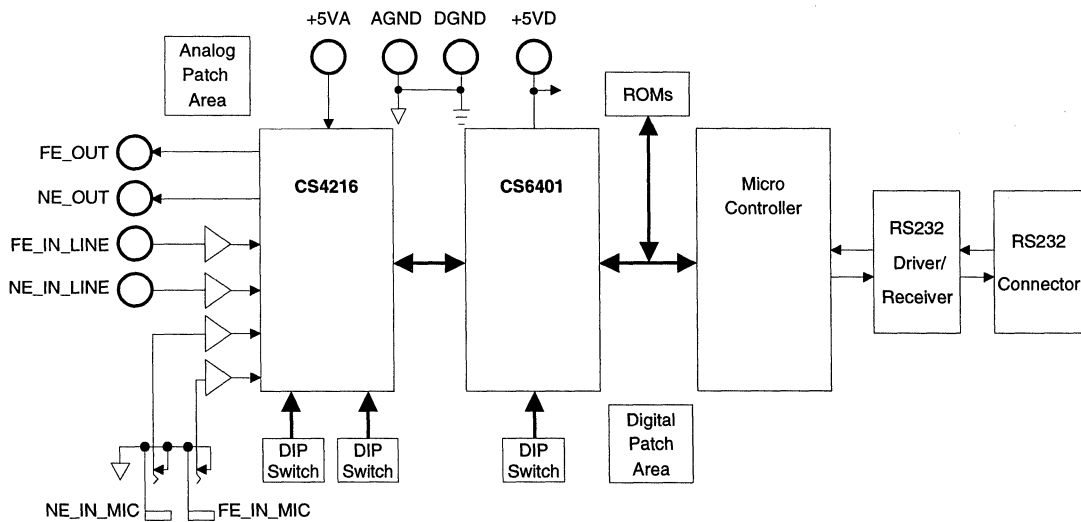 +5VA
AGND
DGND
+5VD
Analog
Patch
Area
ROMs
FE_OUT
NE_OUT
FE_IN_LINE
NE_IN_LINE
CS4216
CS6401
Micro
Controller
RS232
Driver/
Receiver
RS232
Connector
DIP
Switch
DIP
Switch
DIP
Switch
Digital
Patch
Area
NE_IN_MIC
FE_IN_MIC